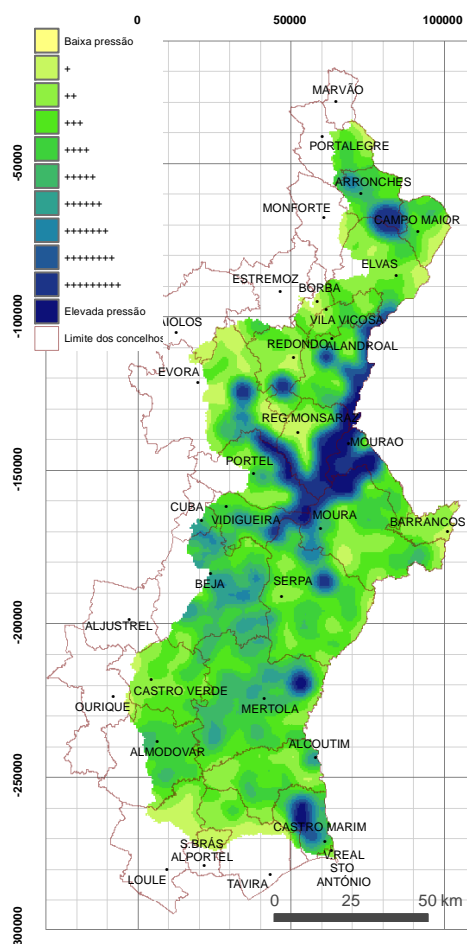 0 50000 100000
Baixa pressão
+
++
+++
++++
+++++
++++++
+++++++
++++++++
+++++++++
Elevada pressão
Limite dos concelhos
-50000
-100000
-150000
-200000
-250000
-300000
MARVÃO
PORTALEGRE
ARRONCHES
MONFORTE
CAMPO MAIOR
ELVAS
ESTREMOZ
BORBA
VILA VIÇOSA
AIOLOS
REDONDO
ALANDROAL
EVORA
REG.MONSARAZ
MOURAO
PORTEL
CUBA
VIDIGUEIRA
MOURA
BARRANCOS
BEJA
SERPA
ALJUSTREL
CASTRO VERDE
OURIQUE
MERTOLA
ALMODOVAR
ALCOUTIM
CASTRO MARIM
S.BRÁS
ALPORTEL
V.REAL
STO
ANTÓNIO
LOULE
TAVIRA
0 25 50 km